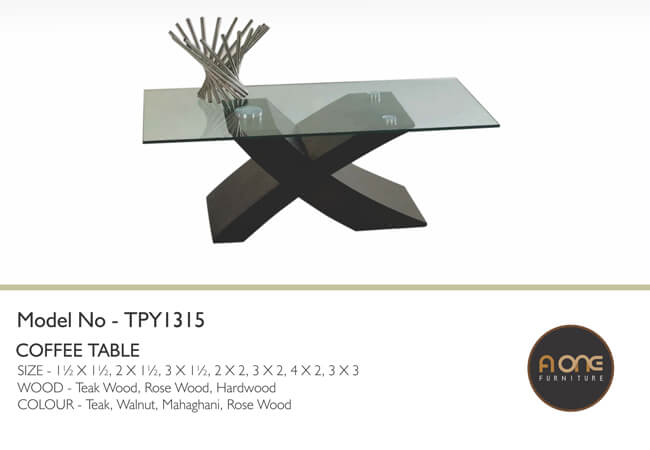 Model No - TPY1315
COFFEE TABLE
SIZE - 1½ X 1½, 2 X 1½, 3 X 1½, 2 X 2, 3 X 2, 4 X 2, 3 X 3
WOOD - Teak Wood, Rose Wood, Hardwood
COLOUR - Teak, Walnut, Mahaghani, Rose Wood
A ONE
FURNITURE